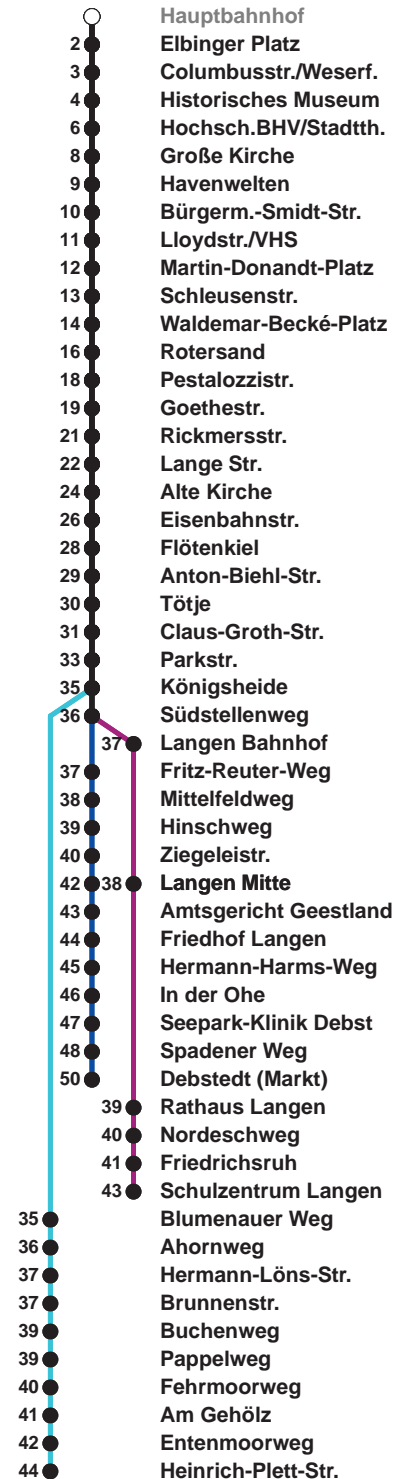 Hauptbahnhof
2 Elbinger Platz
3 Columbusstr./Weserf.
4 Historisches Museum
6 Hochsch.BHV/Stadtth.
8 Große Kirche
9 Havenwelten
10 Bürgerm.-Smidt-Str.
11 Lloydstr./VHS
12 Martin-Donandt-Platz
13 Schleusenstr.
14 Waldemar-Becké-Platz
16 Rotersand
18 Pestalozzistr.
19 Goethestr.
21 Rickmersstr.
22 Lange Str.
24 Alte Kirche
26 Eisenbahnstr.
28 Flötenkiel
29 Anton-Biehl-Str.
30 Tötje
31 Claus-Groth-Str.
33 Parkstr.
35 Königsheide
36 Südstellenweg
37 Langen Bahnhof
37 Fritz-Reuter-Weg
38 Mittelfeldweg
39 Hinschweg
40 Ziegeleistr.
42 38 Langen Mitte
43 Amtsgericht Geestland
44 Friedhof Langen
45 Hermann-Harms-Weg
46 In der Ohe
47 Seepark-Klinik Debst
48 Spadener Weg
50 Debstedt (Markt)
39 Rathaus Langen
40 Nordeschweg
41 Friedrichsruh
43 Schulzentrum Langen
35 Blumenauer Weg
36 Ahornweg
37 Hermann-Löns-Str.
37 Brunnenstr.
39 Buchenweg
39 Pappelweg
40 Fehrmoorweg
41 Am Gehölz
42 Entenmoorweg
44 Heinrich-Plett-Str.